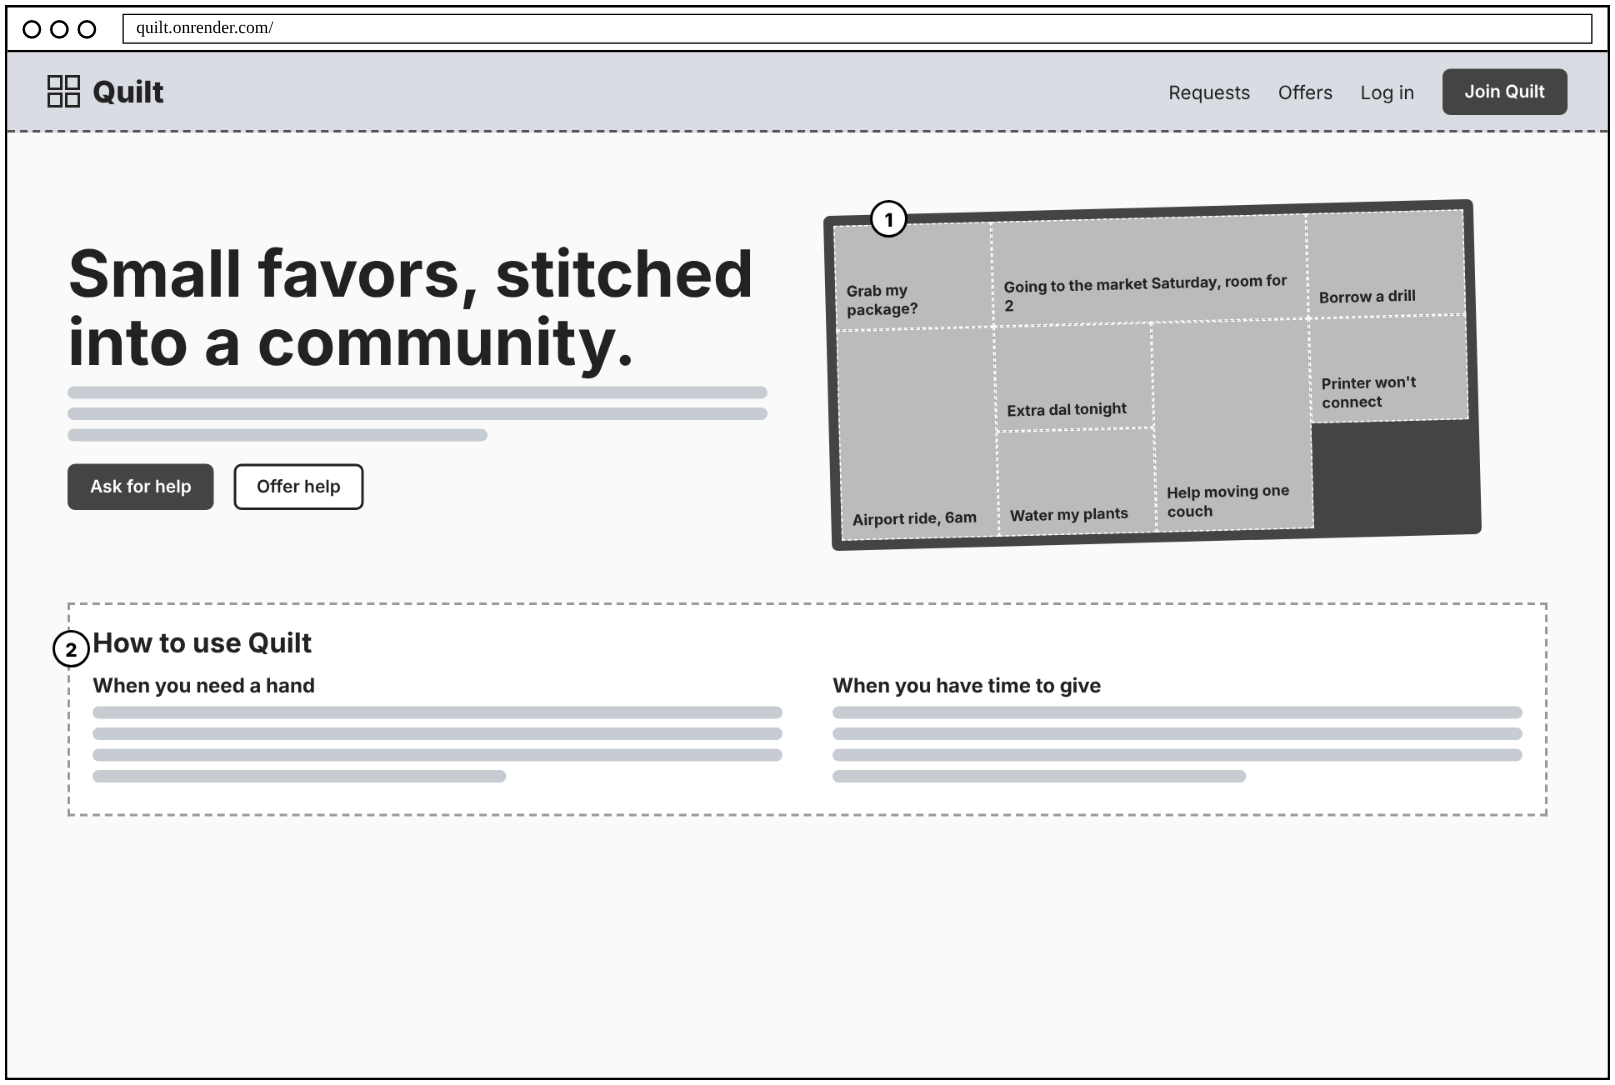 quilt.onrender.com/
Quilt
Requests
Offers
Log in
Join Quilt
Small favors, stitched
into a community.
Ask for help
Offer help
1
Grab my
package?
Going to the market Saturday, room for
2
Borrow a drill
Airport ride, 6am
Extra dal tonight
Help moving one
couch
Printer won't
connect
Water my plants
2
How to use Quilt
When you need a hand
When you have time to give